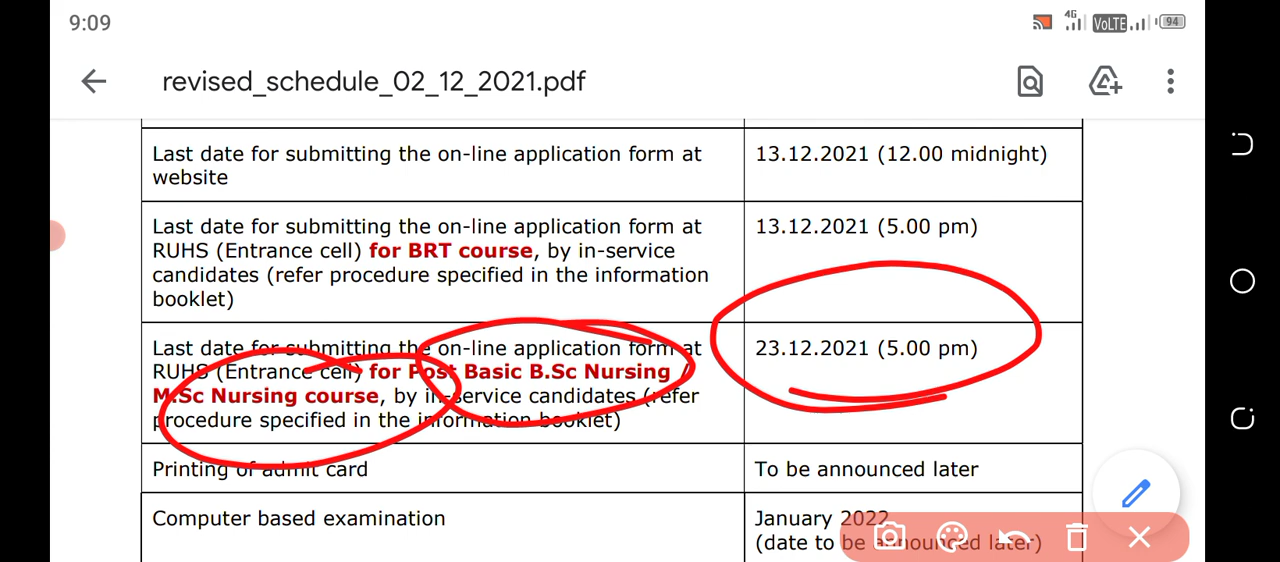 9:09
4G
VoLTE
94
revised_schedule_02_12_2021.pdf
Last date for submitting the on-line application form at
website
13.12.2021 (12.00 midnight)
Last date for submitting the on-line application form at
RUHS (Entrance cell) for BRT course, by in-service
candidates (refer procedure specified in the information
booklet)
13.12.2021 (5.00 pm)
Last date for submitting the on-line application form at
RUHS (Entrance cell) for Post Basic B.Sc Nursing /
M.Sc Nursing course, by in-service candidates (refer
procedure specified in the information booklet)
23.12.2021 (5.00 pm)
Printing of admit card
To be announced later
Computer based examination
January 2022
(date to be announced later)